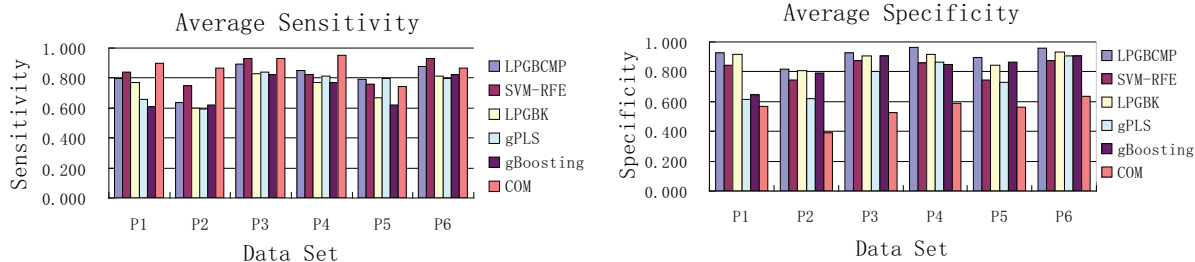 Average Sensitivity
Sensitivity
1.000
0.800
0.600
0.400
0.200
0.000
P1 P2 P3 P4 P5 P6
Data Set
LPGBCMP
SVM-RFE
LPGBK
gPLS
gBoosting
COM
Average Specificity
Specificity
1.000
0.800
0.600
0.400
0.200
0.000
P1 P2 P3 P4 P5 P6
Data Set
LPGBCMP
SVM-RFE
LPGBK
gPLS
gBoosting
COM